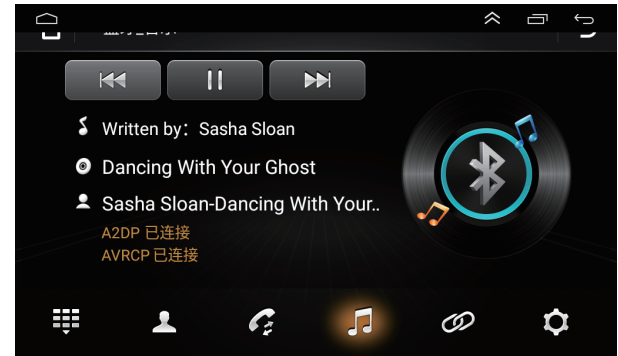 Written by: Sasha Sloan
Dancing With Your Ghost
Sasha Sloan-Dancing With Your..
A2DP 已连接
AVRCP 已连接